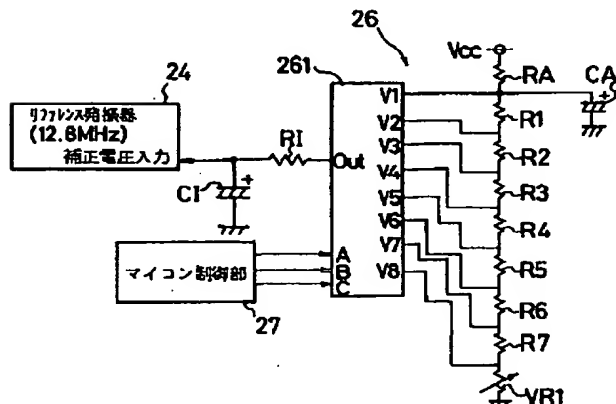 26
Vcc
24
261
RA
CA
+
リファレンス発振器
(12.8MHz)
補正電圧入力
RI
Out
V1
V2
V3
V4
V5
V6
V7
V8
R1
R2
R3
R4
R5
R6
R7
VR1
CI
+
マイコン制御部
A
B
C
27